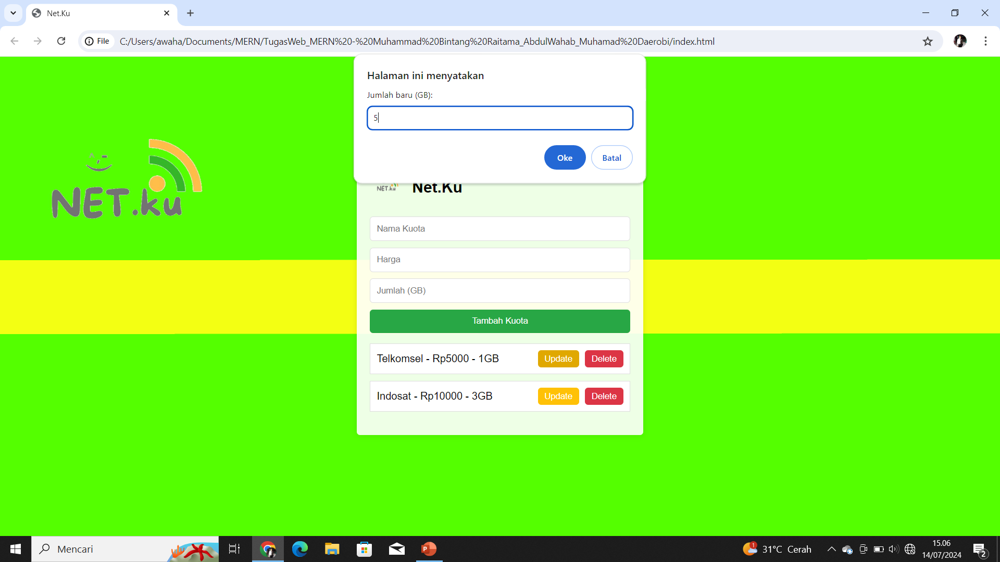 Net.Ku
File
C:/Users/awaha/Documents/MERN/TugasWeb_MERN%20-%20Muhammad%20Bintang%20Raitama_AbdulWahab_Muhamad%20Daerobi/index.html
Halaman ini menyatakan
Jumlah baru (GB):
5
Oke Batal
NET.ku
NET.ku Net.Ku
Nama Kuota
Harga
Jumlah (GB)
Tambah Kuota
Telkomsel - Rp5000 - 1GB Update Delete
Indosat - Rp10000 - 3GB Update Delete
Mencari
1
31°C Cerah
15.06
14/07/2024
2